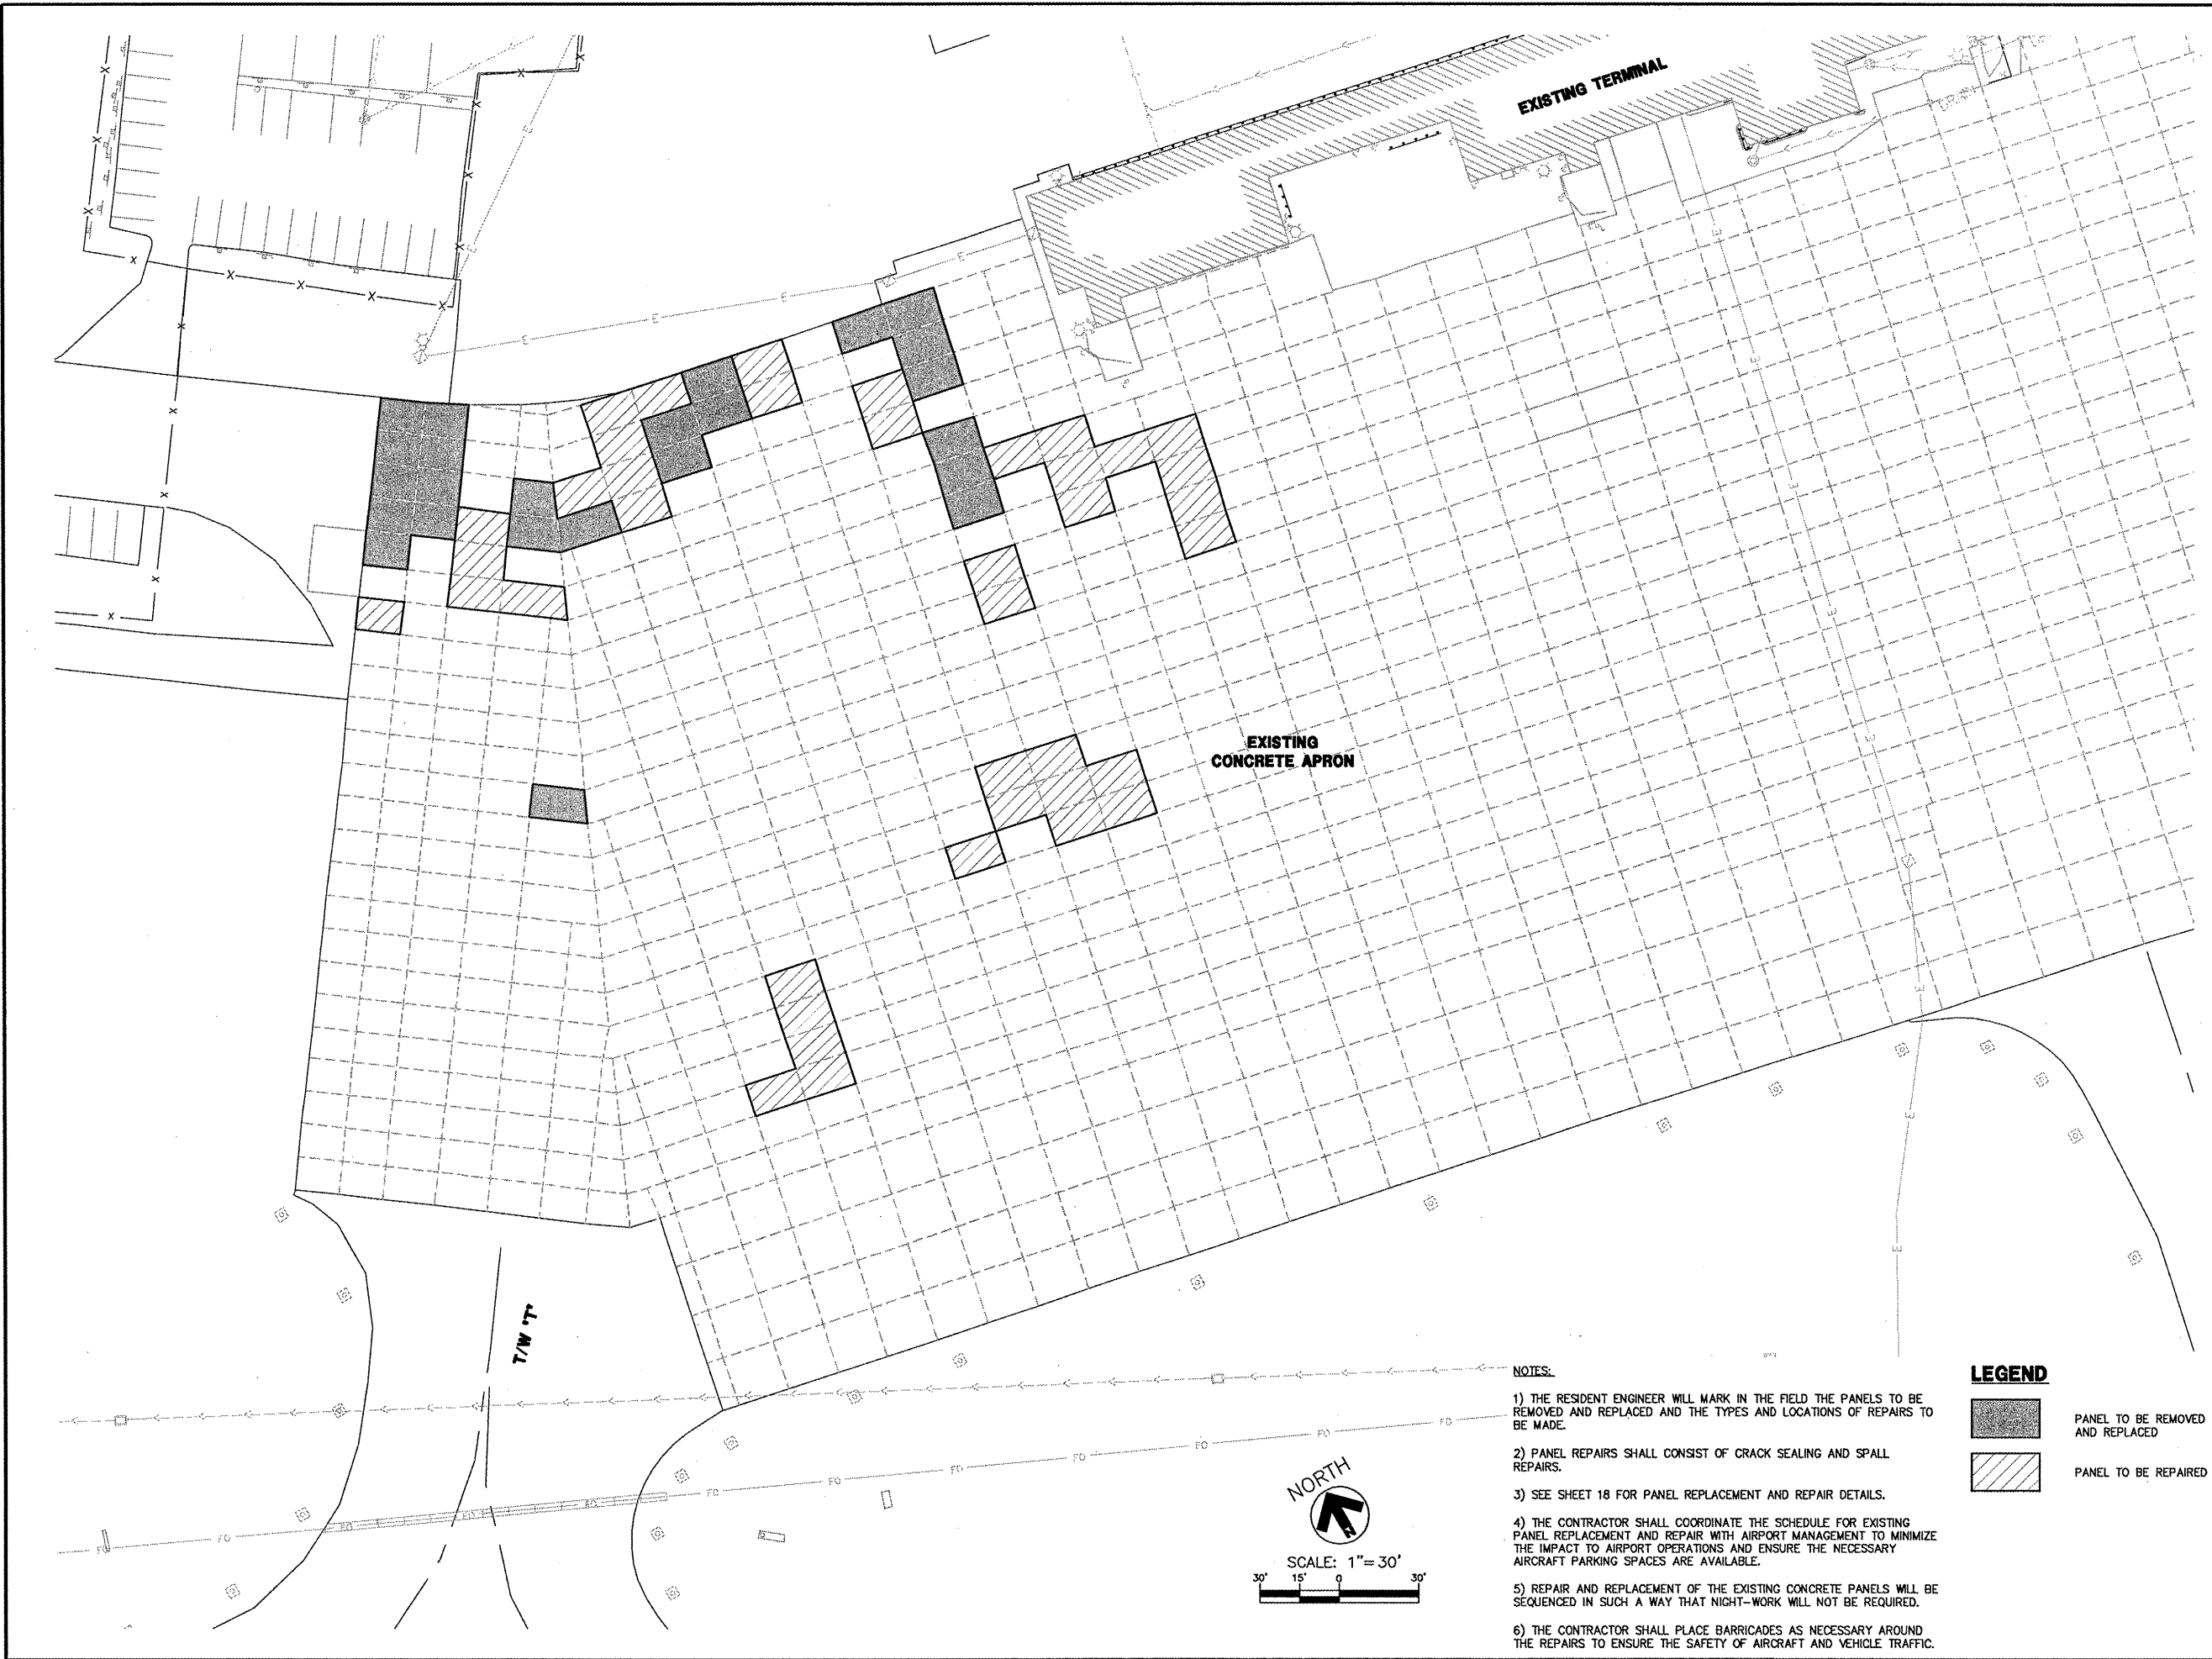 EXISTING TERMINAL
EXISTING
CONCRETE APRON
T/W 'T'
NORTH
N
SCALE: 1"=30'
30' 15' 0 30'
NOTES:
1) THE RESIDENT ENGINEER WILL MARK IN THE FIELD THE PANELS TO BE
REMOVED AND REPLACED AND THE TYPES AND LOCATIONS OF REPAIRS TO
BE MADE.
2) PANEL REPAIRS SHALL CONSIST OF CRACK SEALING AND SPALL
REPAIRS.
3) SEE SHEET 18 FOR PANEL REPLACEMENT AND REPAIR DETAILS.
4) THE CONTRACTOR SHALL COORDINATE THE SCHEDULE FOR EXISTING
PANEL REPLACEMENT AND REPAIR WITH AIRPORT MANAGEMENT TO MINIMIZE
THE IMPACT TO AIRPORT OPERATIONS AND ENSURE THE NECESSARY
AIRCRAFT PARKING SPACES ARE AVAILABLE.
5) REPAIR AND REPLACEMENT OF THE EXISTING CONCRETE PANELS WILL BE
SEQUENCED IN SUCH A WAY THAT NIGHT-WORK WILL NOT BE REQUIRED.
6) THE CONTRACTOR SHALL PLACE BARRICADES AS NECESSARY AROUND
THE REPAIRS TO ENSURE THE SAFETY OF AIRCRAFT AND VEHICLE TRAFFIC.
LEGEND
PANEL TO BE REMOVED
AND REPLACED
PANEL TO BE REPAIRED